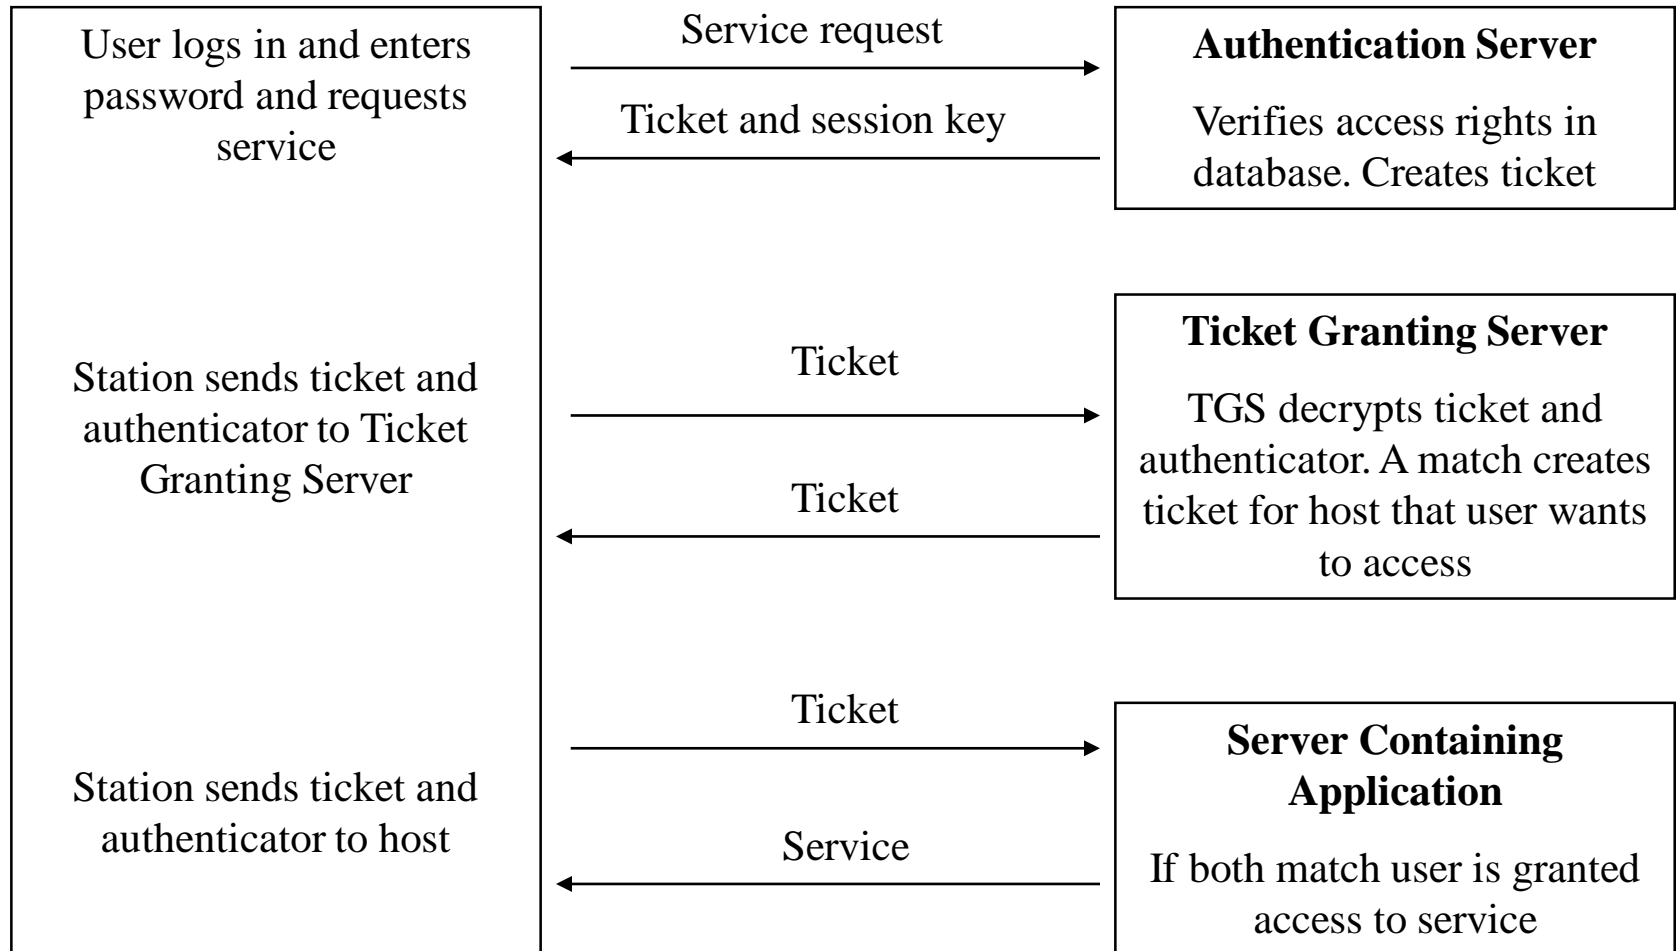 User logs in and enters
password and requests
service
Service request
Ticket and session key
Authentication Server
Verifies access rights in
database. Creates ticket
Station sends ticket and
authenticator to Ticket
Granting Server
Ticket
Ticket
Ticket Granting Server
TGS decrypts ticket and
authenticator. A match creates
ticket for host that user wants
to access
Station sends ticket and
authenticator to host
Ticket
Service
Server Containing
Application
If both match user is granted
access to service